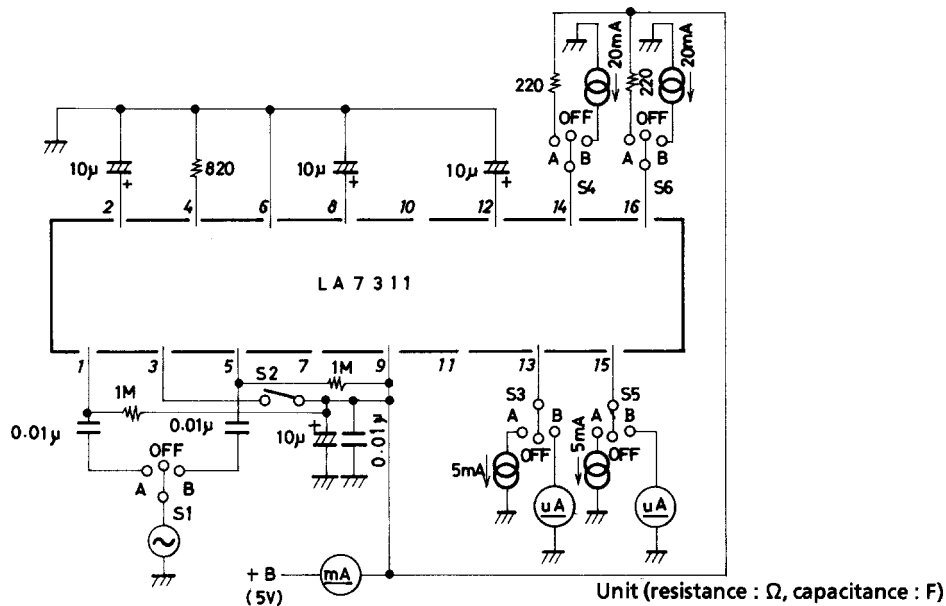 20mA 20mA
220 220
OFF OFF
A B A B
S4 S6
10μ + 820 10μ + 10μ +
2 4 6 8 10 12 14 16
LA7311
1 3 5 7 9 11 13 15
1M S2 1M
0.01μ 0.01μ 10μ + 0.01μ
S3 S5
A B A B
OFF OFF
5mA 5mA
OFF
A B
S1
uA uA
+B mA
(5V)
Unit (resistance : Ω, capacitance : F)